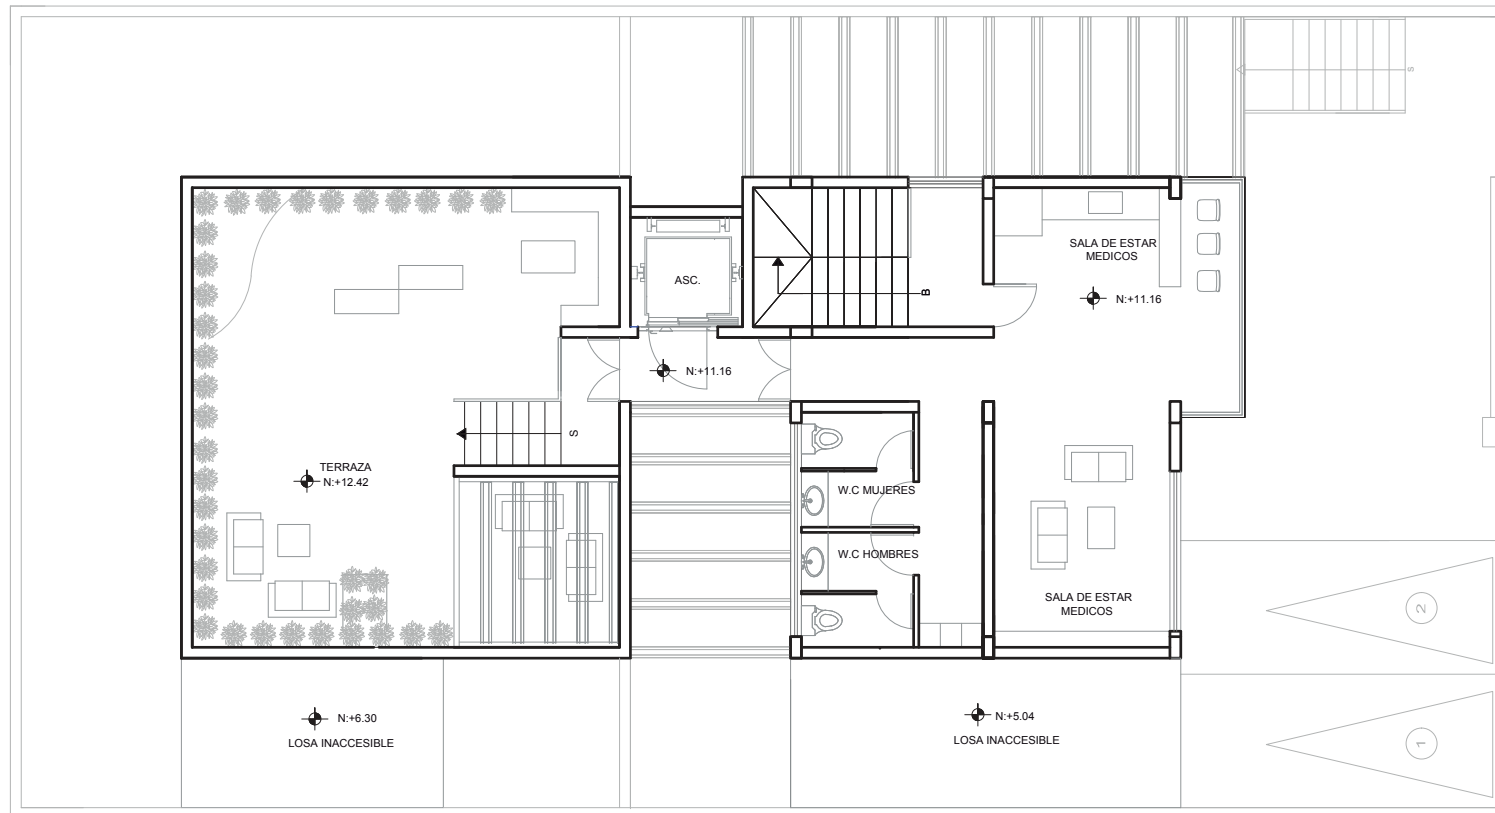 S
ASC.
SALA DE ESTAR
MEDICOS
N:+11.16
B
N:+11.16
S
TERRAZA
N:+12.42
W.C MUJERES
W.C HOMBRES
SALA DE ESTAR
MEDICOS
2
N:+6.30
LOSA INACCESIBLE
N:+5.04
LOSA INACCESIBLE
1